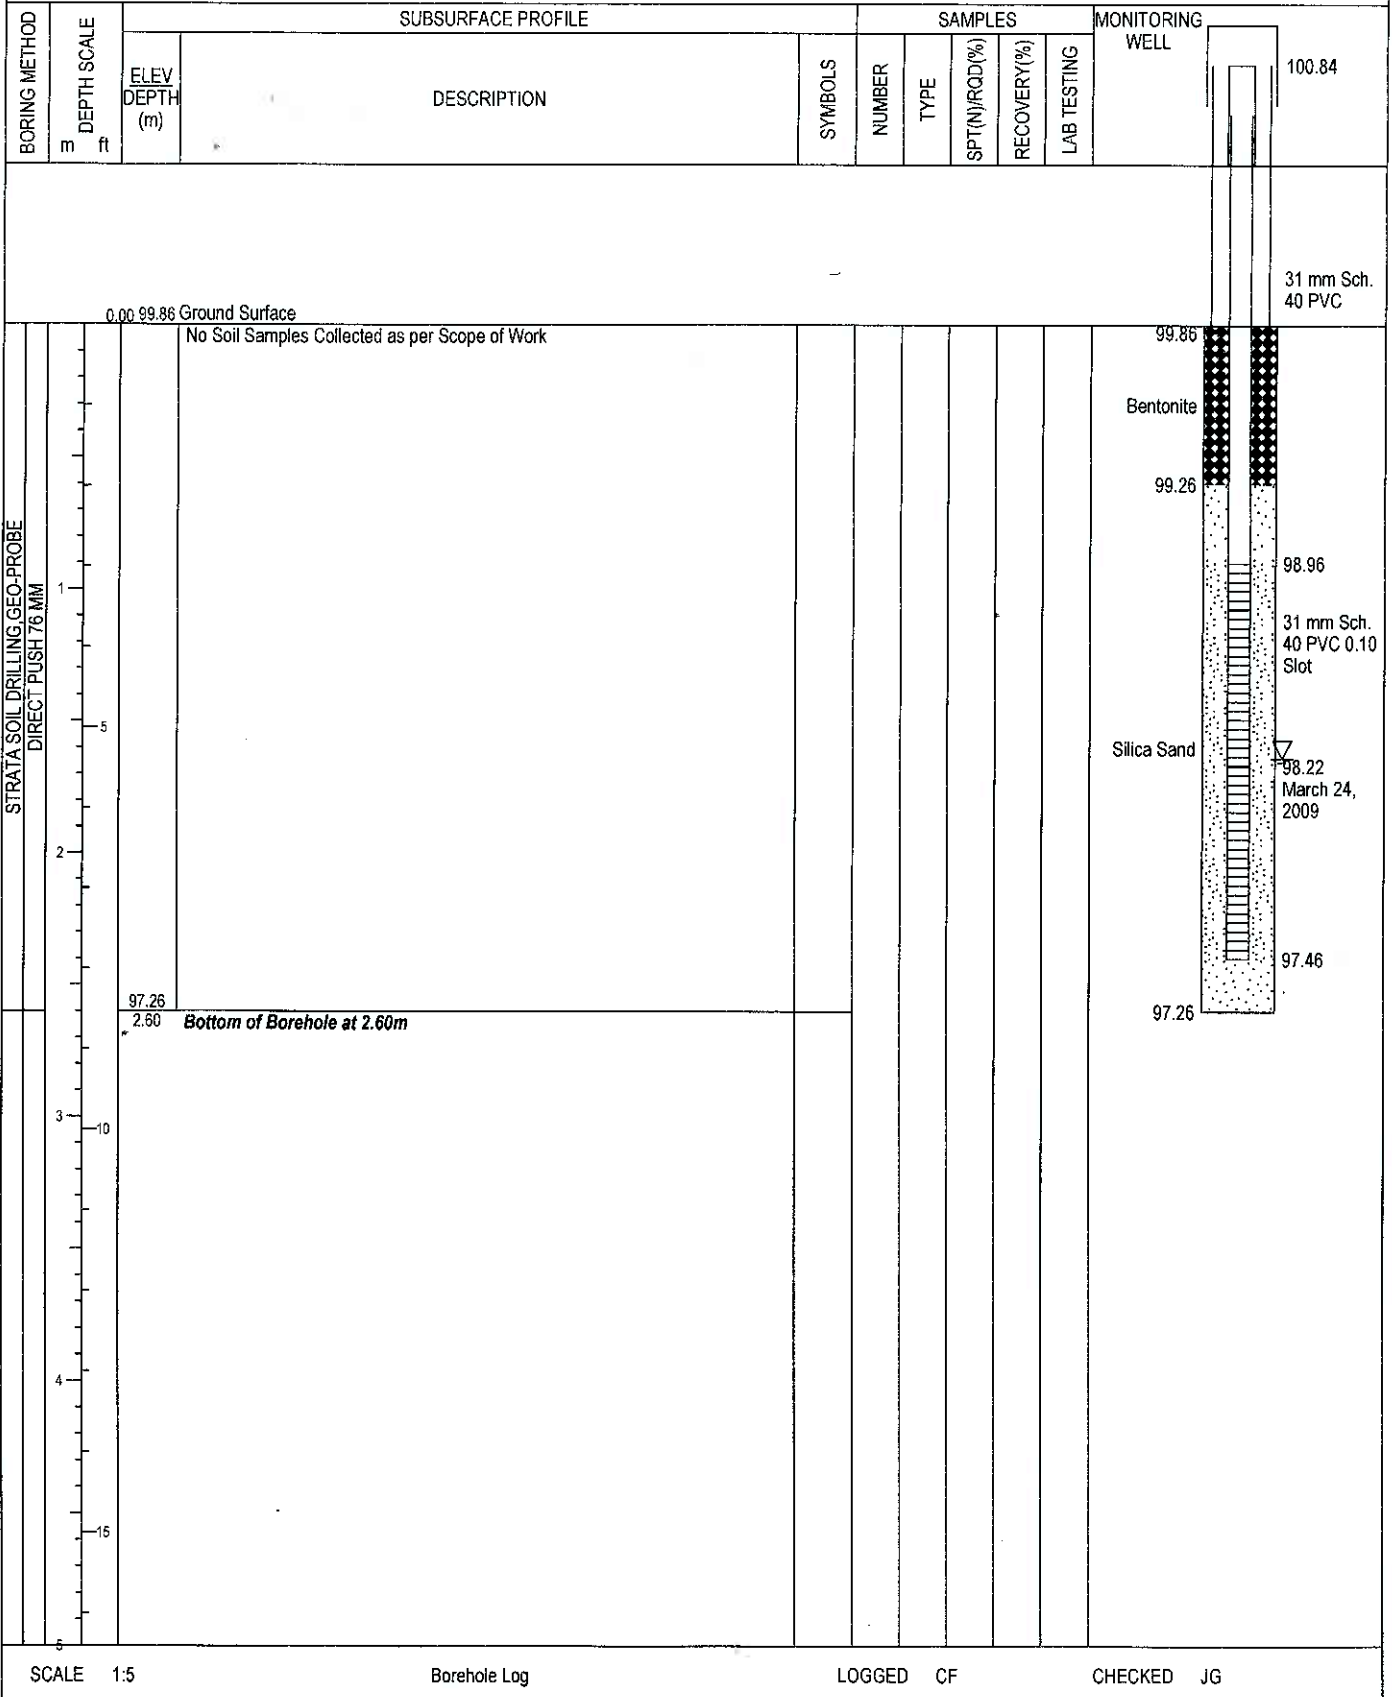 BORING METHOD
DEPTH SCALE
m ft
SUBSURFACE PROFILE
ELEV
DEPTH
(m)
DESCRIPTION
SYMBOLS
SAMPLES
NUMBER
TYPE
SPT(N)/RQD(%)
RECOVERY(%)
LAB TESTING
MONITORING
WELL
100.84
31 mm Sch.
40 PVC
0.00 99.86 Ground Surface
No Soil Samples Collected as per Scope of Work
99.86
Bentonite
99.26
STRATA SOIL DRILLING,GEO-PROBE
DIRECT PUSH 76 MM
98.96
1
31 mm Sch.
40 PVC 0.10
Slot
5
Silica Sand
98.22
March 24,
2009
2
97.46
97.26
2.60 Bottom of Borehole at 2.60m
97.26
3
10
4
15
5
SCALE 1:5
Borehole Log
LOGGED CF
CHECKED JG